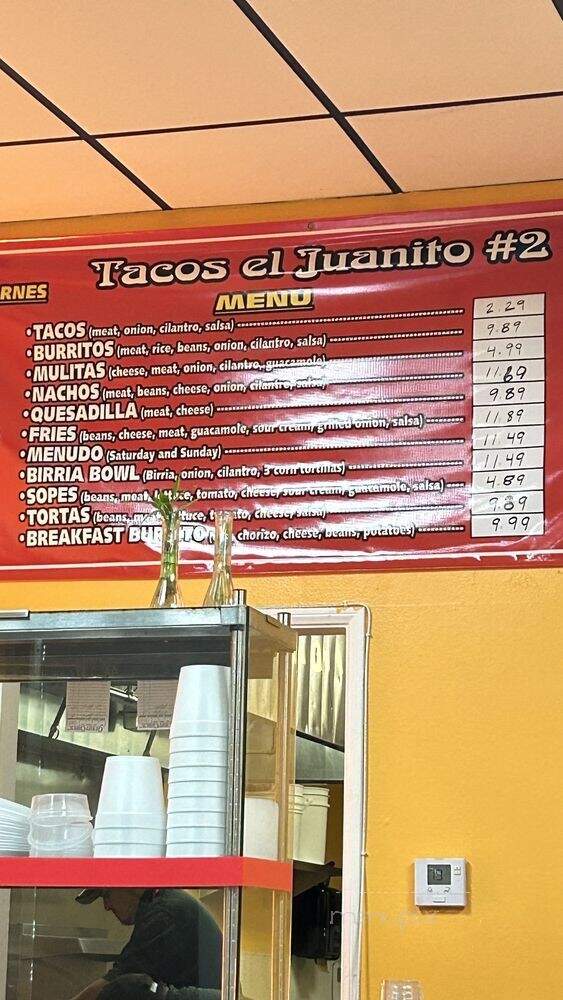 Tacos el Juanito #2
RNES
MENU
•TACOS (meat, onion, cilantro, salsa) 2.29
•BURRITOS (meat, rice, beans, onion, cilantro, salsa) 9.89
•MULITAS (cheese, meat, onion, cilantro, guacamole) 4.99
•NACHOS (meat, beans, cheese, onion, cilantro, salsa) 11.89
•QUESADILLA (meat, cheese) 9.89
•FRIES (beans, cheese, meat, guacamole, sour cream, grilled onion, salsa) 11.89
•MENUDO (Saturday and Sunday) 11.49
•BIRRIA BOWL (Birria, onion, cilantro, 3 corn tortillas) 11.49
•SOPES (beans, meat, lettuce, tomato, cheese, sour cream, guacamole, salsa) 4.89
•TORTAS (beans, meat, lettuce, tomato, cheese, salsa) 9.89
•BREAKFAST BURRITO chorizo, cheese, beans, potatoes) 9.99